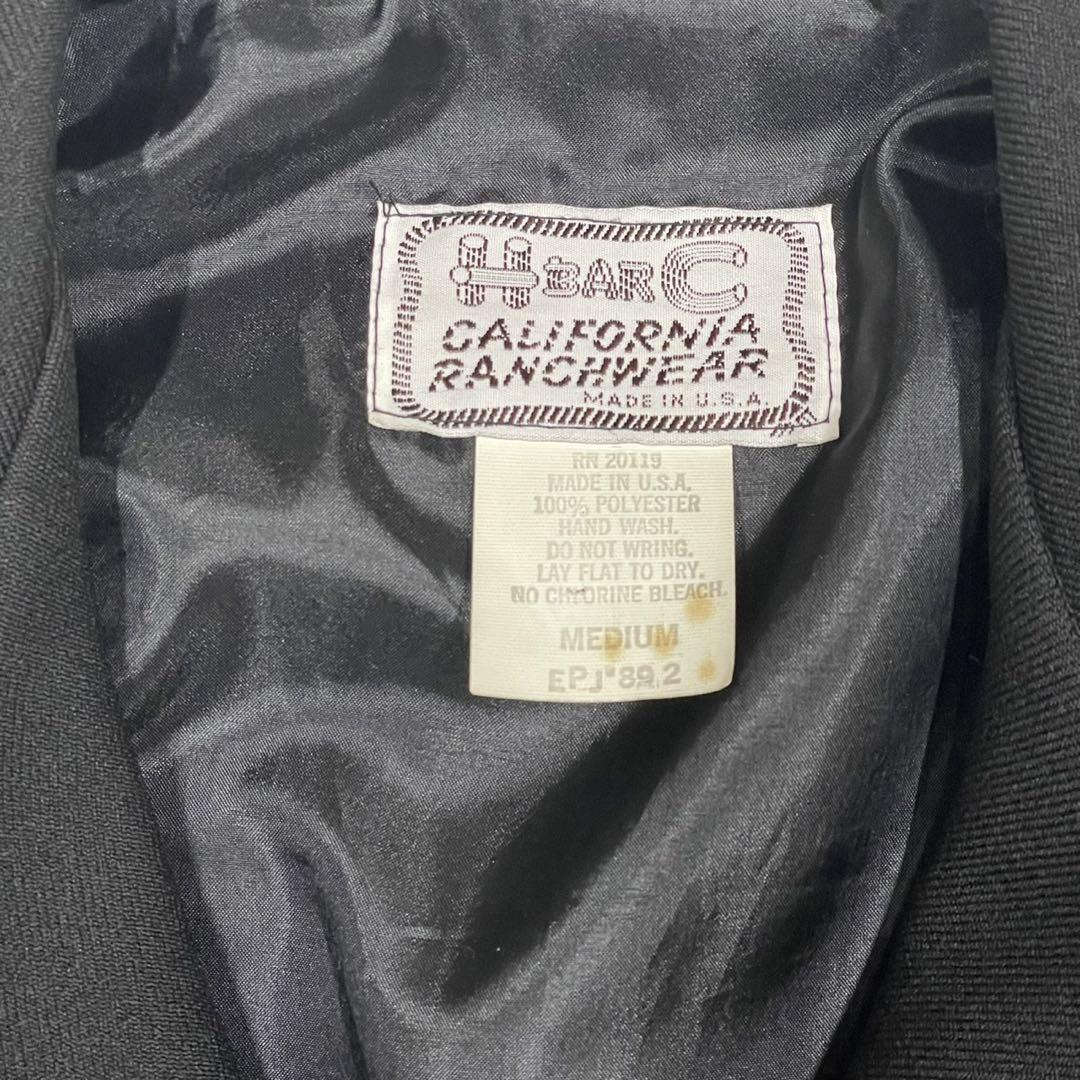 H BAR C
CALIFORNIA
RANCHWEAR
MADE IN U.S.A.
RN 20119
MADE IN U.S.A.
100% POLYESTER
HAND WASH.
DO NOT WRING.
LAY FLAT TO DRY.
NO CHLORINE BLEACH.
MEDIUM
EPJ"89,2